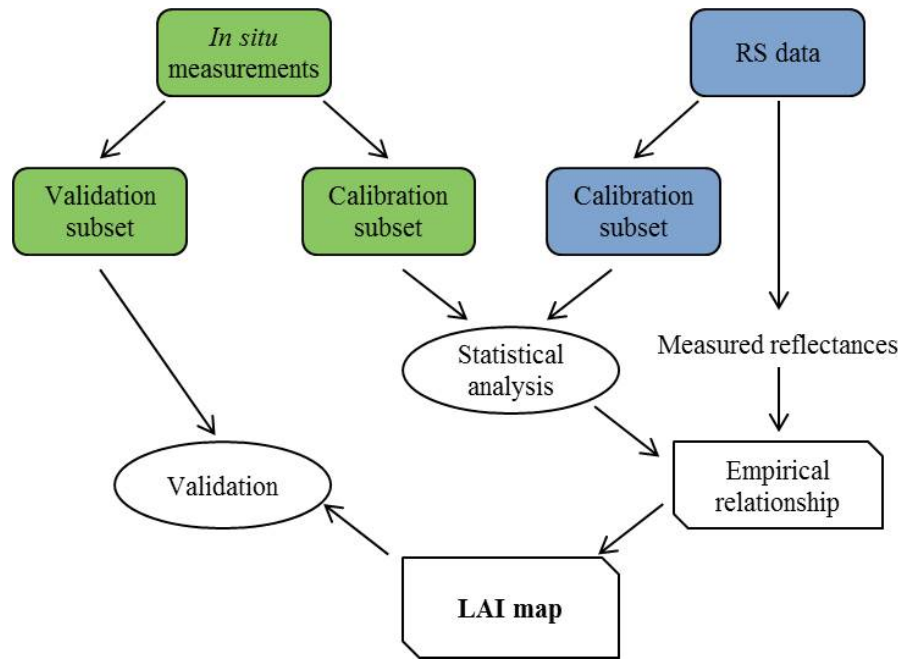 In situ
measurements
RS data
Validation
subset
Calibration
subset
Calibration
subset
Statistical
analysis
Measured reflectances
Validation
Empirical
relationship
LAI map